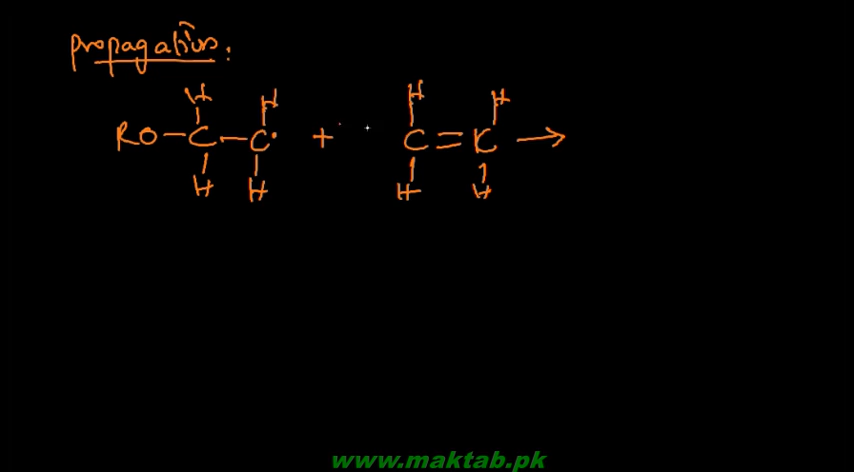 propagation:
H H H H
RO-C-C• + C=C →
H H H H
www.maktab.pk